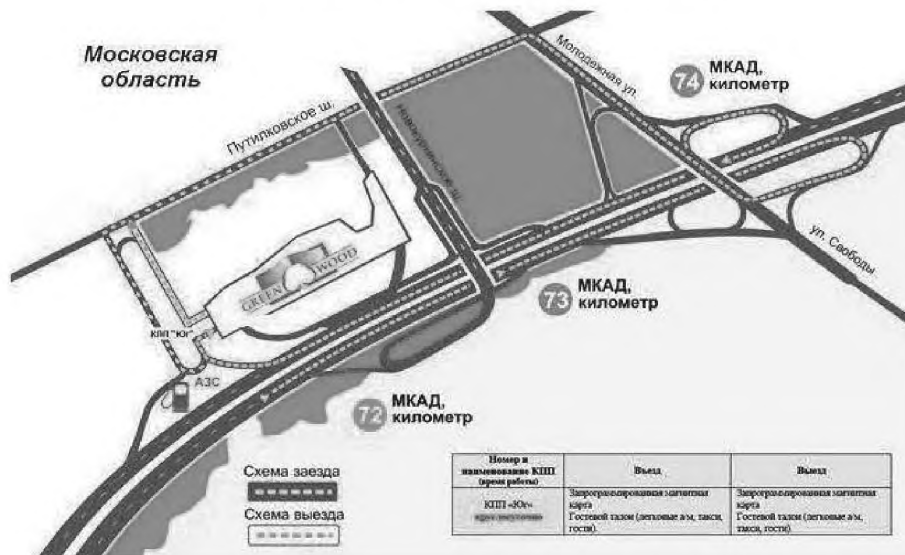 Московская
область
Путилковское ш.
Молодежная ул.
74
МКАД,
километр
Новокуркинское ш.
GREEN WOOD
ул. Свободы
73
МКАД,
километр
КПП "Юг"
АЗС
72
МКАД,
километр
Схема заезда
Схема выезда
Номер и
наименование КПП
(время работы)
Въезд
Выезд
КПП «Юг»
круглосуточно
Запрограммированная магнитная
карта
Гостевой талон (легковые а/м, такси,
гости).
Запрограммированная магнитная
карта
Гостевой талон (легковые а/м,
такси, гости).